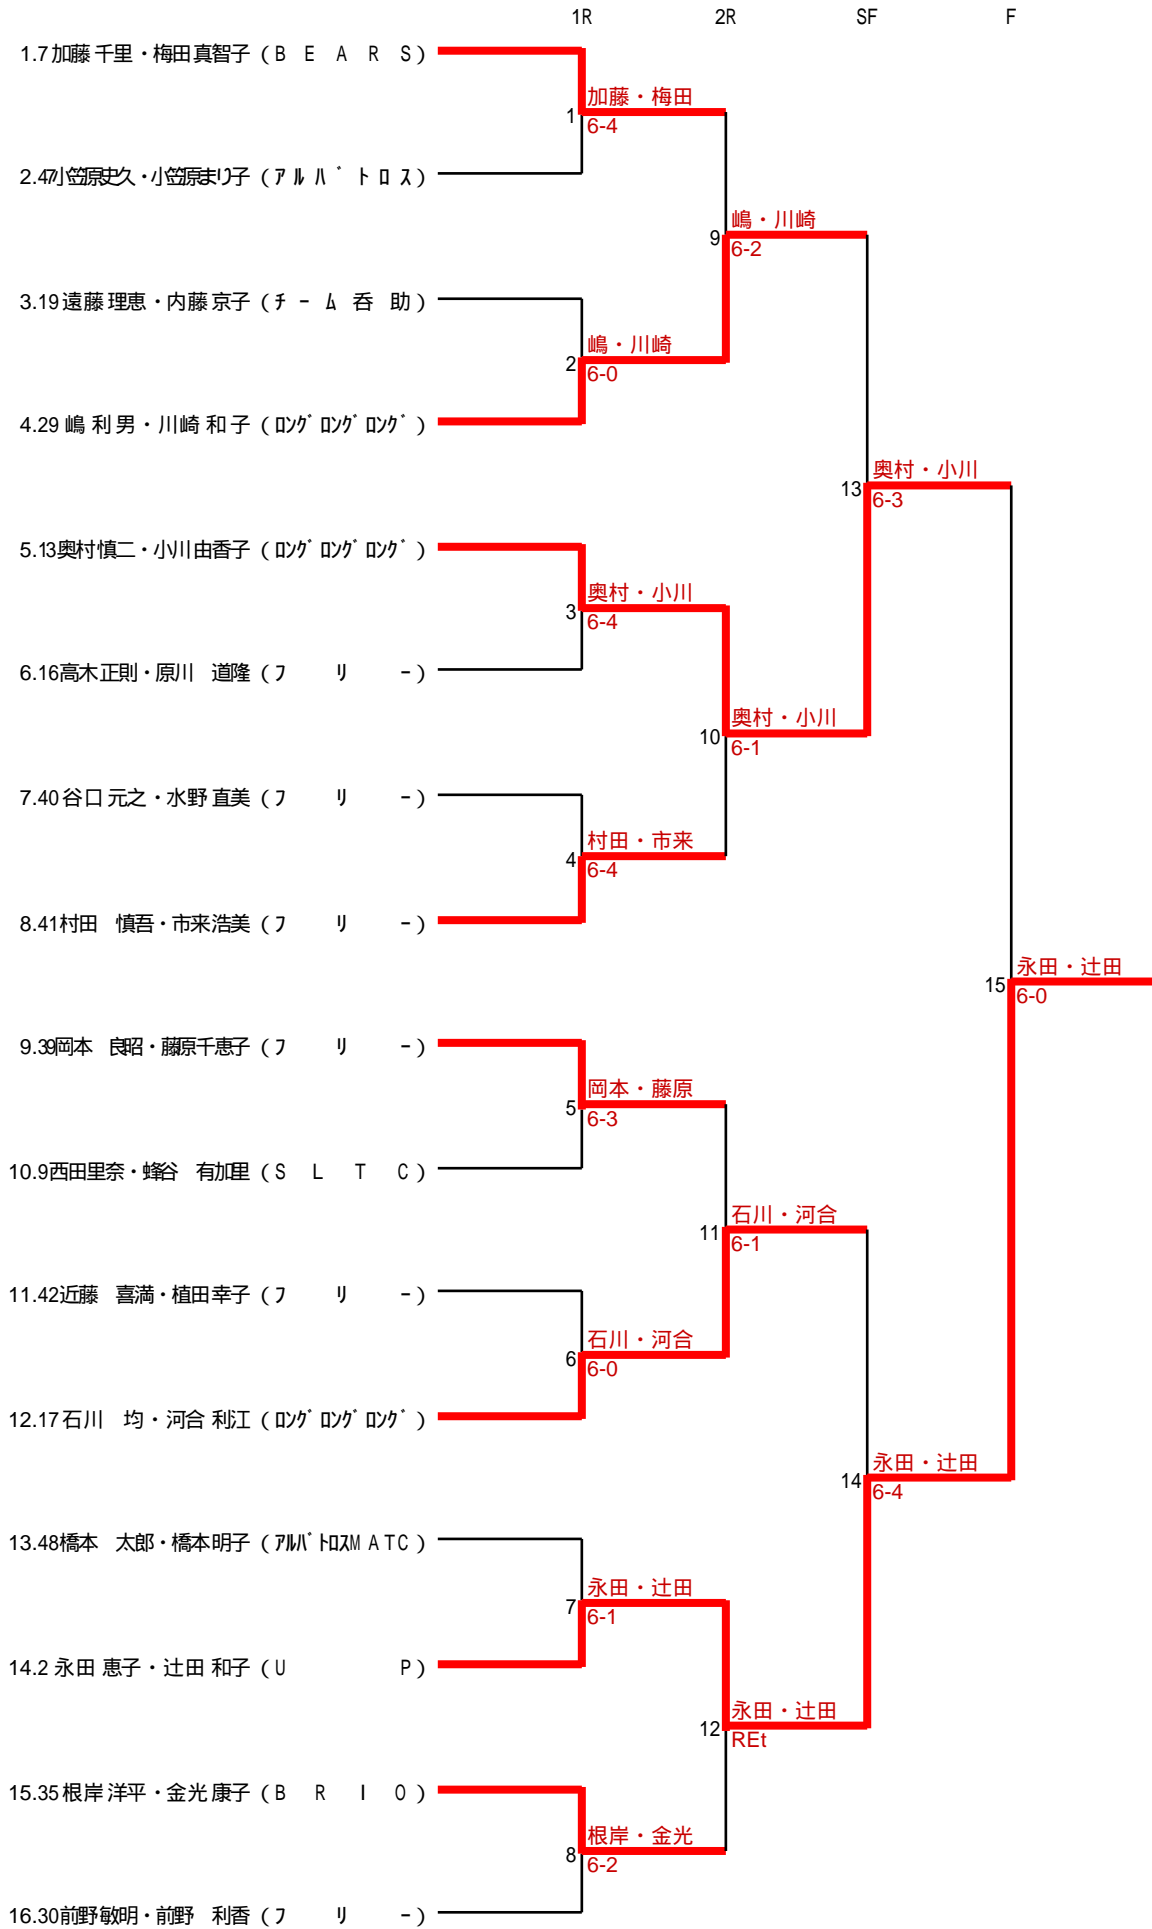 1R 2R SF F
1.7加藤 千里・梅田真智子（B E A R S）
加藤・梅田
1
6-4
2.47小笠原史久・小笠原まり子（ｱﾙﾊﾞﾄﾛｽ）
嶋・川崎
9
6-2
3.19遠藤 理恵・内藤 京子（ﾁｰﾑ呑助）
嶋・川崎
2
6-0
4.29 嶋 利男・川崎 和子（ﾛﾝｸﾞﾛﾝｸﾞﾛﾝｸﾞ）
奥村・小川
13
6-3
5.13奥村慎二・小川由香子（ﾛﾝｸﾞﾛﾝｸﾞﾛﾝｸﾞ）
奥村・小川
3
6-4
6.16高木正則・原川　道隆（ﾌ ﾘ ｰ）
奥村・小川
10
6-1
7.40谷口 元之・水野 直美（ﾌ ﾘ ｰ）
村田・市来
4
6-4
8.41村田　慎吾・市来浩美（ﾌ ﾘ ｰ）
永田・辻田
15
6-0
9.39岡本　良昭・藤原千恵子（ﾌ ﾘ ｰ）
岡本・藤原
5
6-3
10.9西田里奈・蜂谷　有加里（S L T C）
石川・河合
11
6-1
11.42近藤　喜満・植田幸子（ﾌ ﾘ ｰ）
石川・河合
6
6-0
12.17石川　均・河合 利江（ﾛﾝｸﾞﾛﾝｸﾞﾛﾝｸﾞ）
永田・辻田
14
6-4
13.48橋本　太郎・橋本明子（ｱﾙﾊﾞﾄﾛｽM A T C）
永田・辻田
7
6-1
14.2 永田 恵子・辻田 和子（U P）
永田・辻田
12
REt
15.35根岸 洋平・金光 康子（B R I O）
根岸・金光
8
6-2
16.30前野敏明・前野　利香（ﾌ ﾘ ｰ）